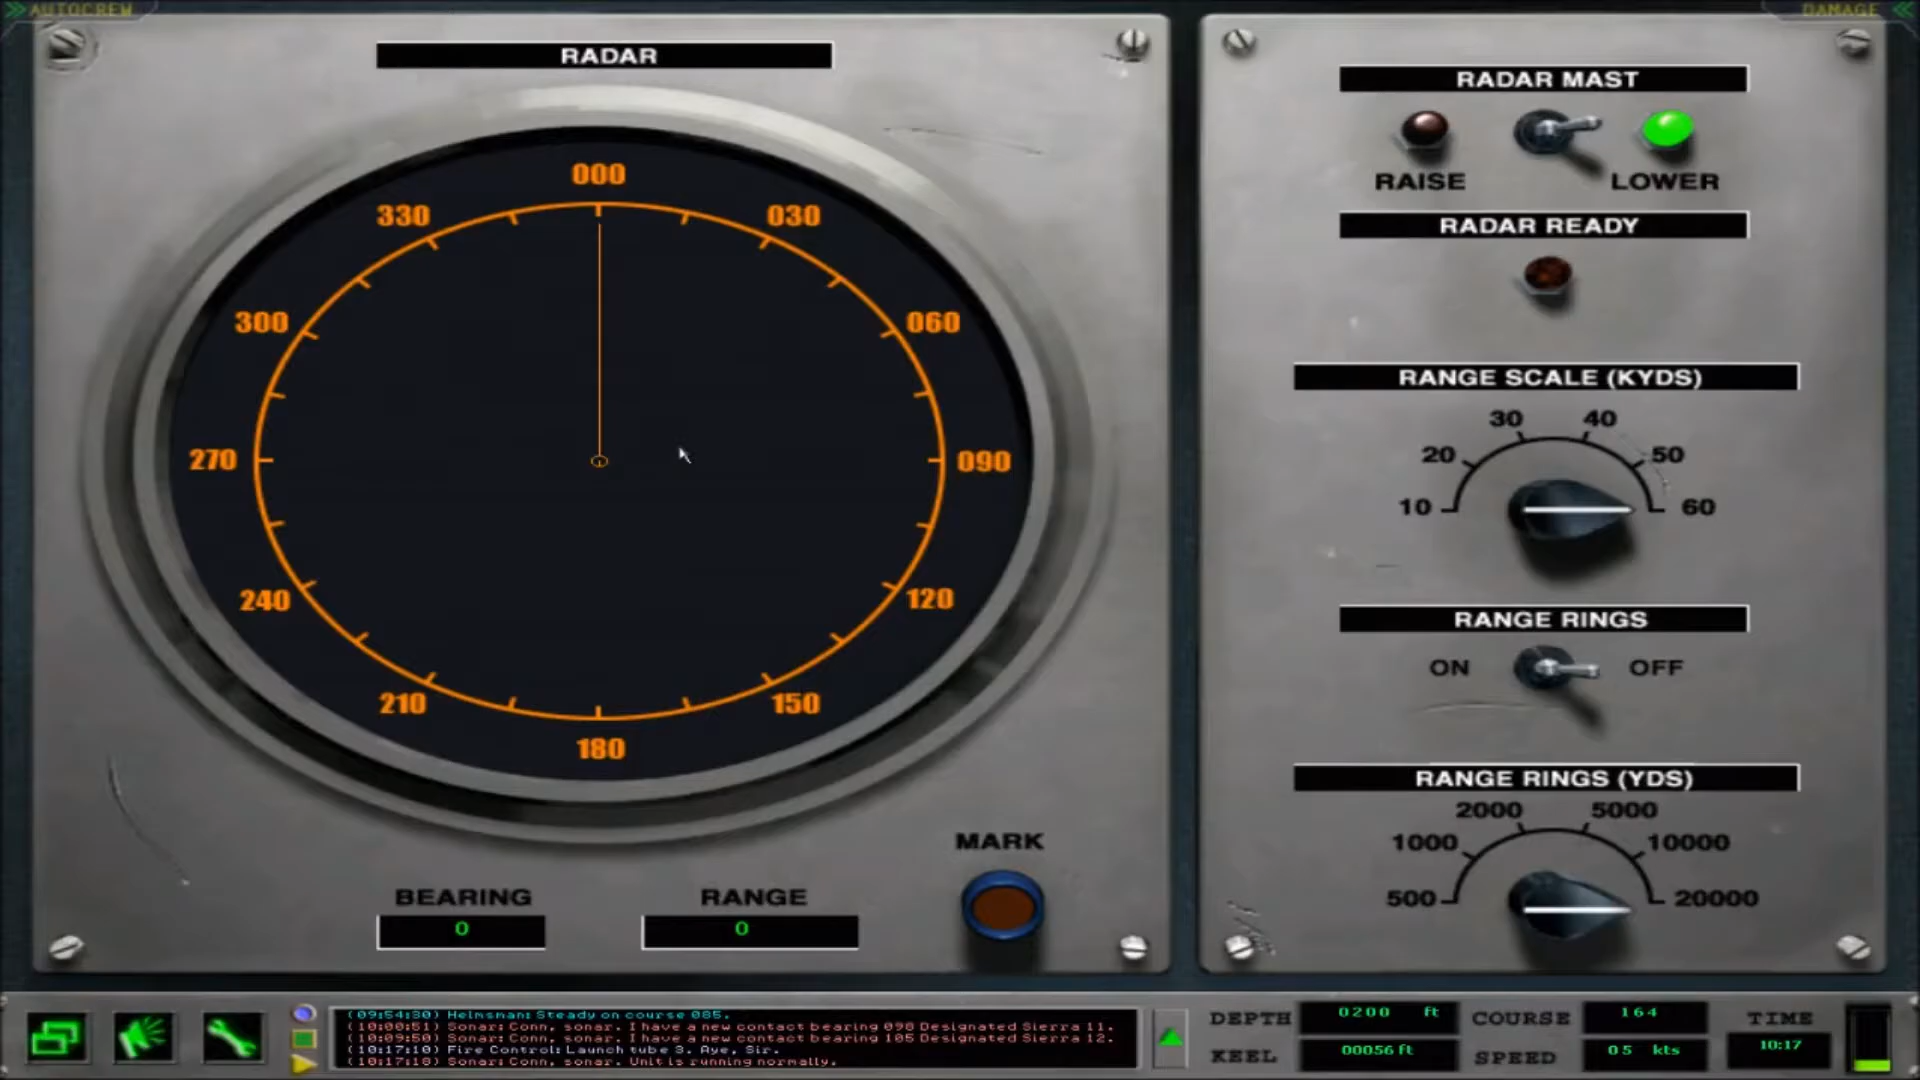 AUTOCREW
DAMAGE
RADAR
000
330
030
300
060
270
090
240
120
210
150
180
MARK
BEARING
0
RANGE
0
RADAR MAST
RAISE
LOWER
RADAR READY
RANGE SCALE (KYDS)
30
40
20
50
10
60
RANGE RINGS
ON
OFF
RANGE RINGS (YDS)
2000
5000
1000
10000
500
20000
(09:54:30) Helmsman: Steady on course 085.
(10:00:51) Sonar: Conn, sonar. I have a new contact bearing 098 Designated Sierra 11.
(10:09:50) Sonar: Conn, sonar. I have a new contact bearing 105 Designated Sierra 12.
(10:17:10) Fire Control: Launch tube 3. Aye, Sir.
(10:17:18) Sonar: Conn, sonar. Unit is running normally.
DEPTH
0200 ft
COURSE
164
TIME
KEEL
00056 ft
SPEED
05 kts
10:17